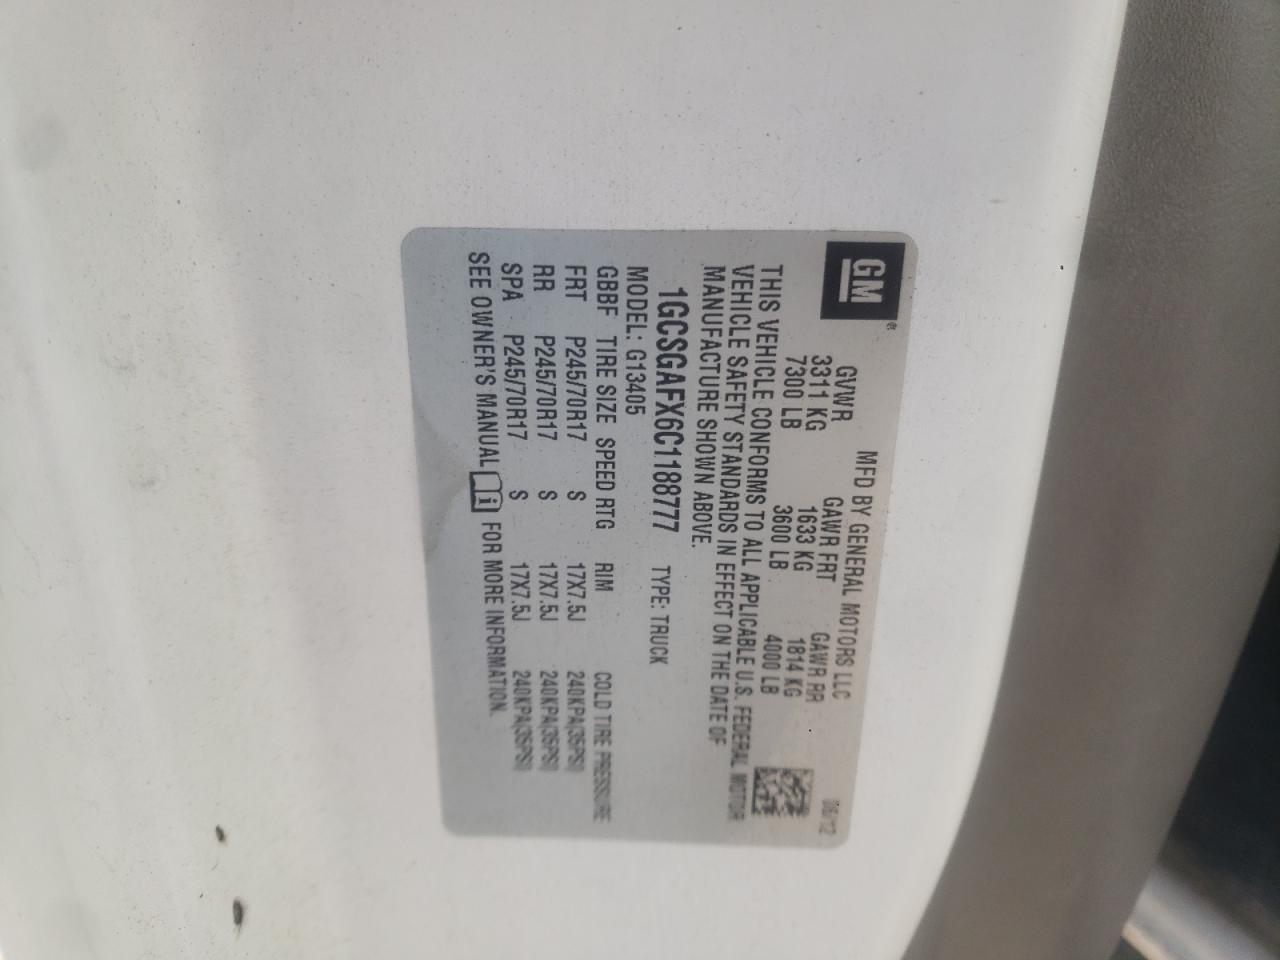 GM
MFD BY GENERAL MOTORS LLC
GVWR GAWR FRT GAWR RR
3311 KG 1633 KG 1814 KG
7300 LB 3600 LB 4000 LB
THIS VEHICLE CONFORMS TO ALL APPLICABLE U.S. FEDERAL MOTOR
VEHICLE SAFETY STANDARDS IN EFFECT ON THE DATE OF
MANUFACTURE SHOWN ABOVE.
1GCSGAFX6C1188777 TYPE: TRUCK
MODEL: G13405
GBBF TIRE SIZE SPEED RTG RIM COLD TIRE PRESSURE
FRT P245/70R17 S 17X7.5J 240KPA(35PSI)
RR P245/70R17 S 17X7.5J 240KPA(35PSI)
SPA P245/70R17 S 17X7.5J 240KPA(35PSI)
SEE OWNER'S MANUAL i FOR MORE INFORMATION.